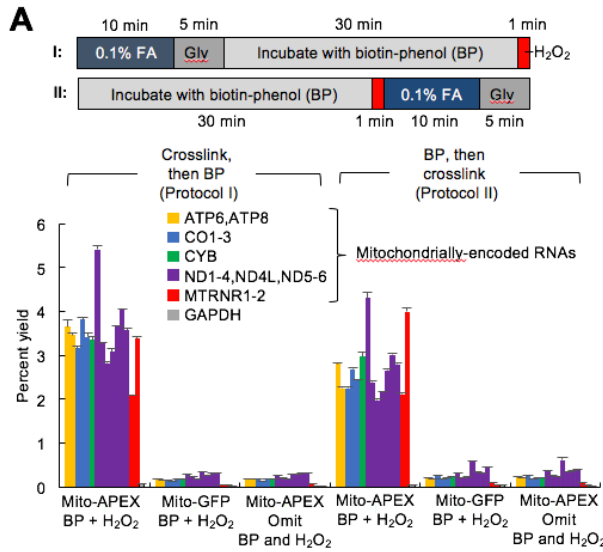 A
10 min 5 min 30 min 1 min
I: 0.1% FA Gly Incubate with biotin-phenol (BP) H₂O₂
II: Incubate with biotin-phenol (BP) 0.1% FA Gly
30 min 1 min 10 min 5 min
Crosslink,
then BP
(Protocol I)
BP, then
crosslink
(Protocol II)
ATP6,ATP8
CO1-3
CYB
ND1-4,ND4L,ND5-6
MTRNR1-2
GAPDH
Mitochondrially-encoded RNAs
Percent yield
6
5
4
3
2
1
0
Mito-APEX
BP + H₂O₂
Mito-GFP
BP + H₂O₂
Mito-APEX
Omit
BP and H₂O₂
Mito-APEX
BP + H₂O₂
Mito-GFP
BP + H₂O₂
Mito-APEX
Omit
BP and H₂O₂